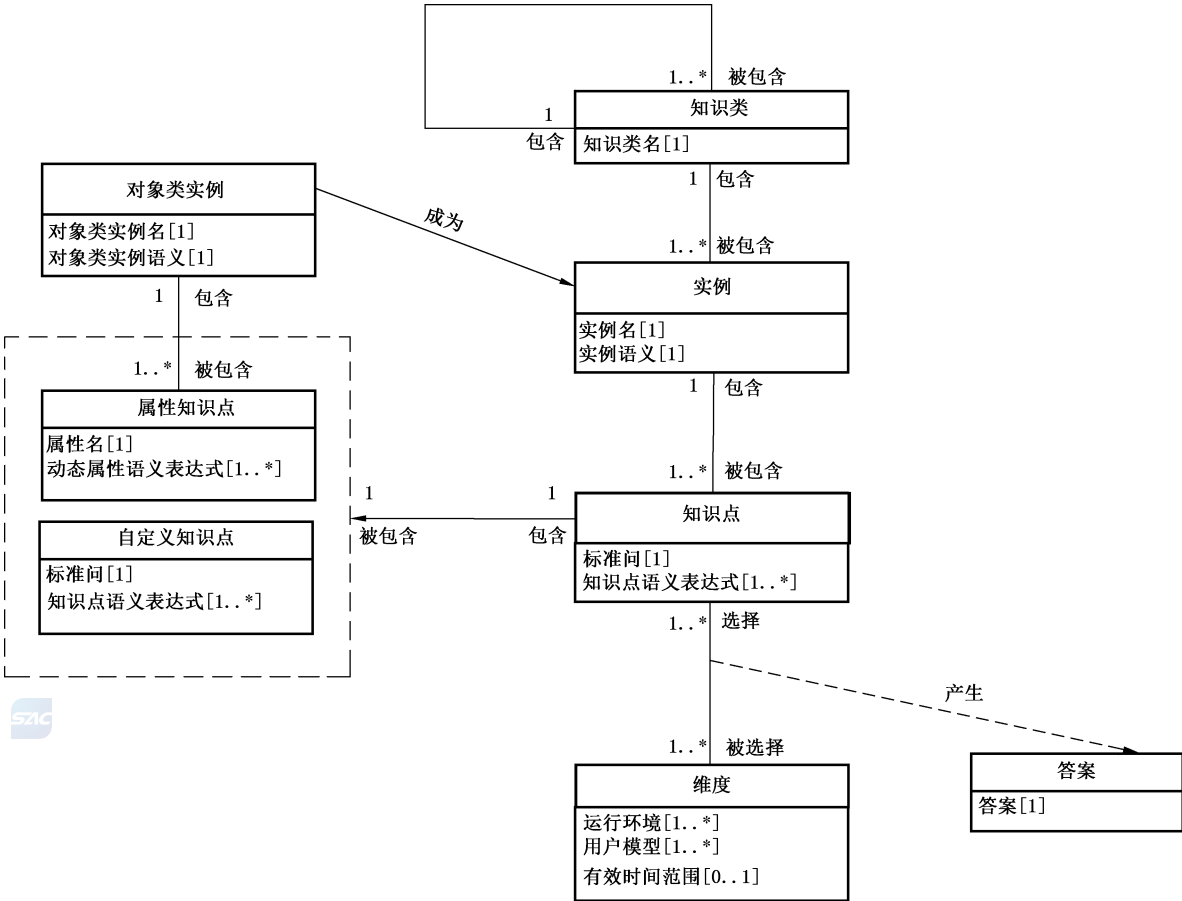 1..* 被包含
知识类
1
包含
知识类名[1]
1 包含
对象类实例
对象类实例名[1]
对象类实例语义[1]
成为
1..* 被包含
实例
实例名[1]
实例语义[1]
1 包含
1..* 被包含
属性知识点
属性名[1]
动态属性语义表达式[1..*]
1 包含
1..* 被包含
知识点
标准问[1]
知识点语义表达式[1..*]
1
被包含
1
包含
自定义知识点
标准问[1]
知识点语义表达式[1..*]
1..* 选择
产生
SAC
1..* 被选择
维度
运行环境[1..*]
用户模型[1..*]
有效时间范围[0..1]
答案
答案[1]